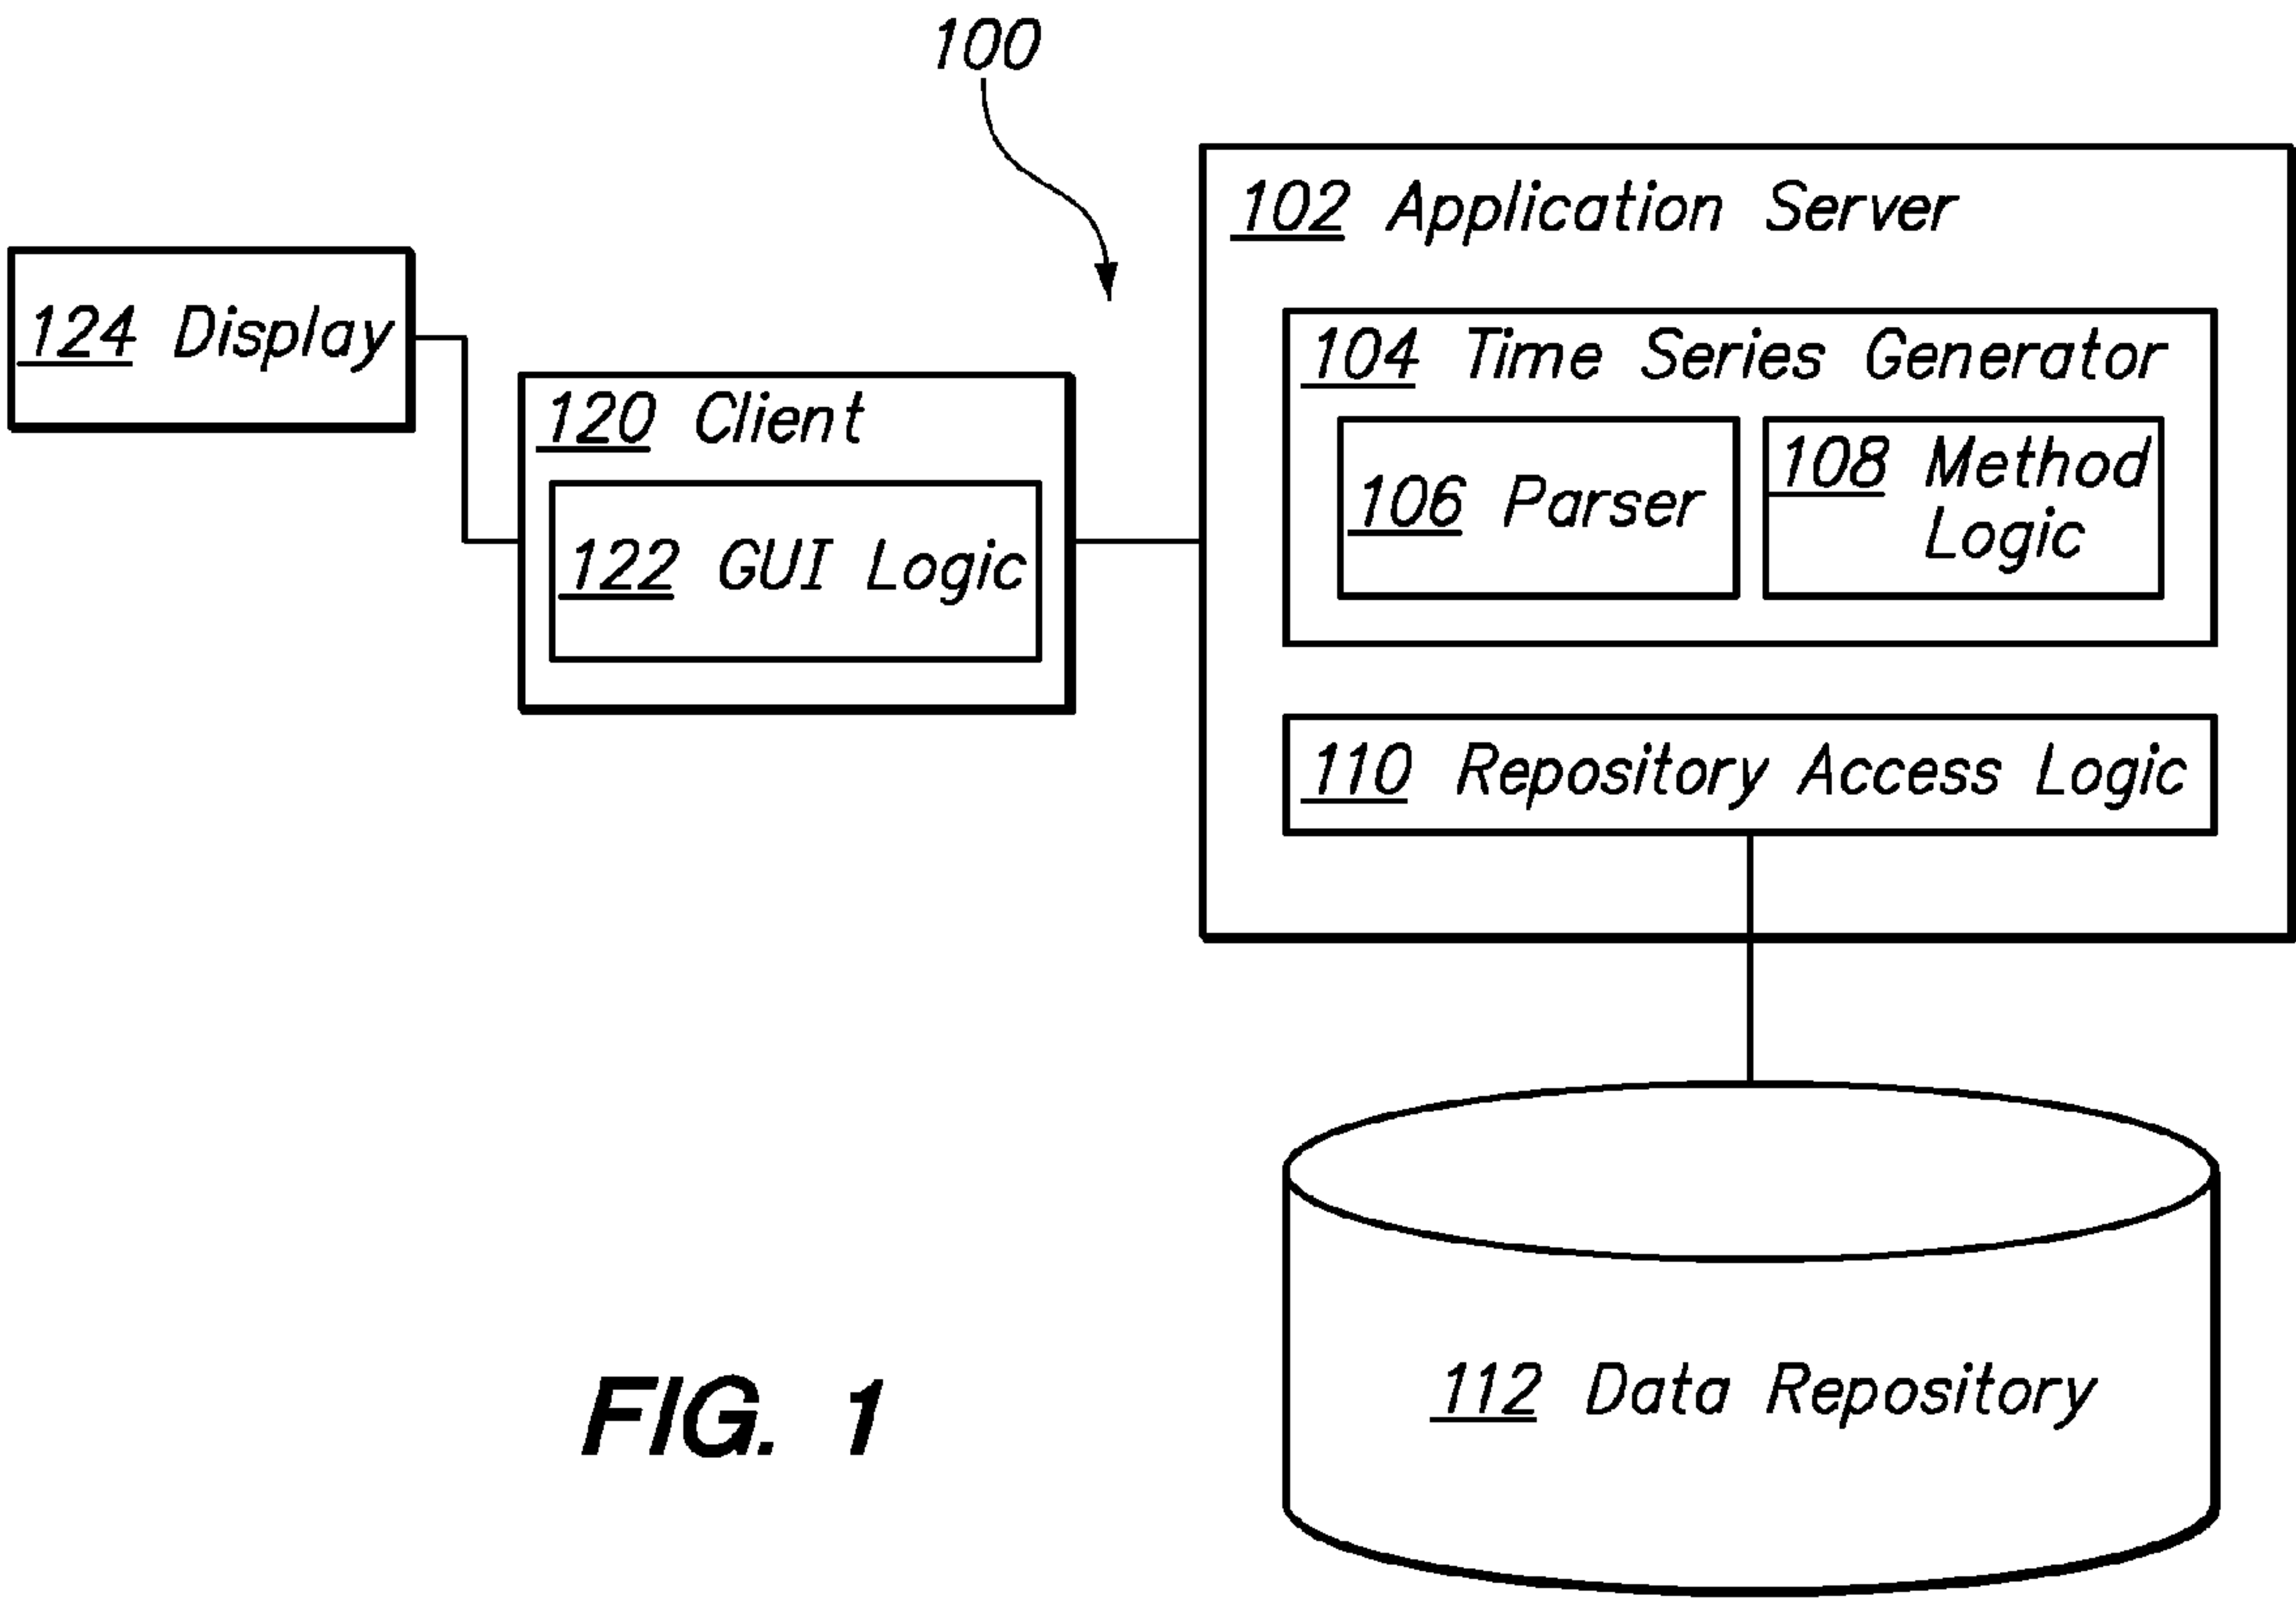 100
102 Application Server
124 Display
104 Time Series Generator
120 Client
106 Parser
108 Method
Logic
122 GUI Logic
110 Repository Access Logic
112 Data Repository
FIG. 1